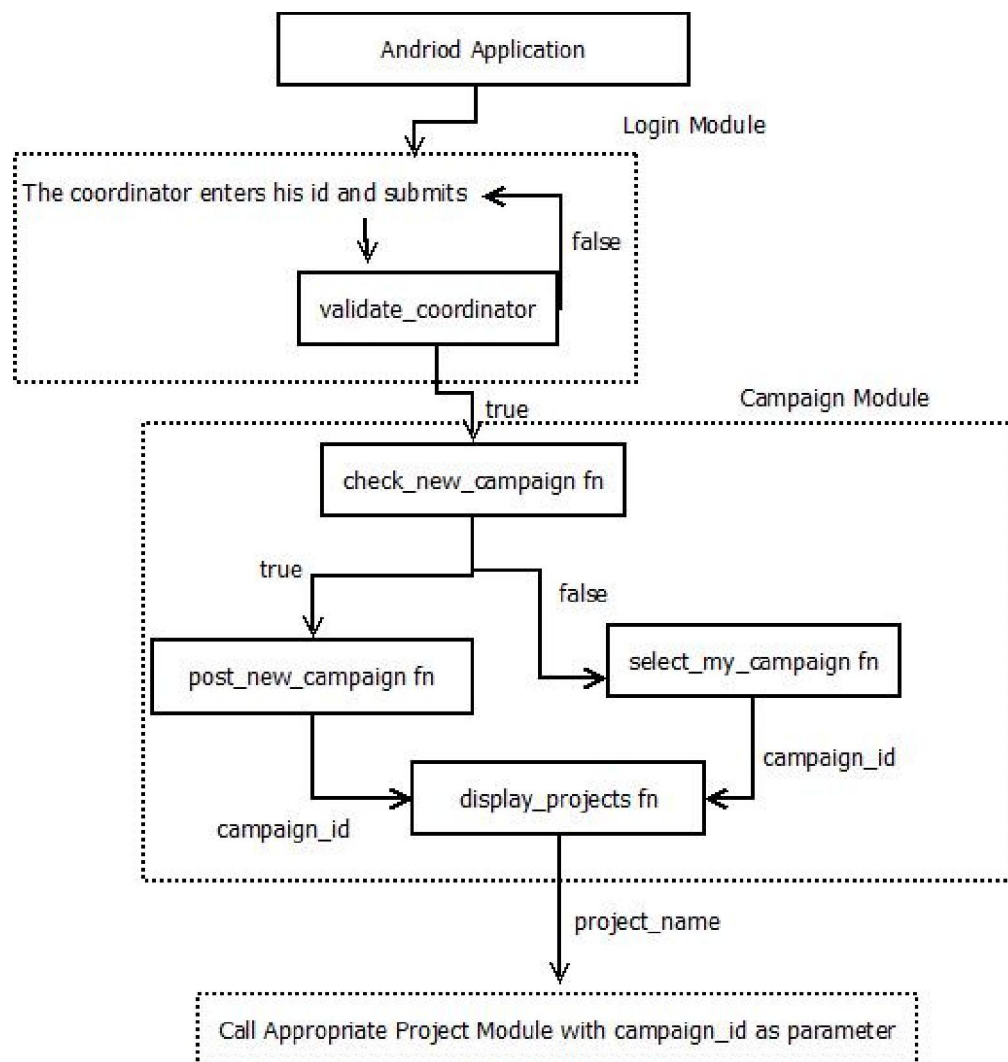 Andriod Application
Login Module
The coordinator enters his id and submits
false
validate_coordinator
true
Campaign Module
check_new_campaign fn
true
false
post_new_campaign fn
select_my_campaign fn
campaign_id
display_projects fn
campaign_id
project_name
Call Appropriate Project Module with campaign_id as parameter